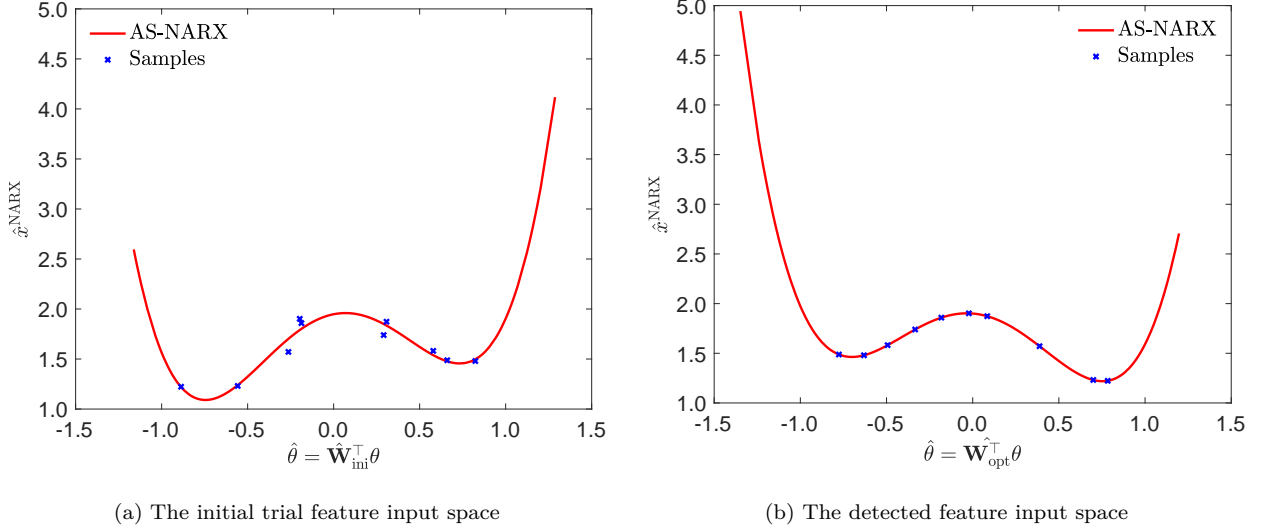 5.0
4.5
4.0
3.5
3.0
2.5
2.0
1.5
1.0
x̂^NARX
AS-NARX
Samples
-1.5 -1.0 -0.5 0.0 0.5 1.0 1.5
θ̂ = Ŵ_ini^⊤θ
(a) The initial trial feature input space
5.0
4.5
4.0
3.5
3.0
2.5
2.0
1.5
1.0
x̂^NARX
AS-NARX
Samples
-1.5 -1.0 -0.5 0.0 0.5 1.0 1.5
θ̂ = Ŵ_opt^⊤θ
(b) The detected feature input space